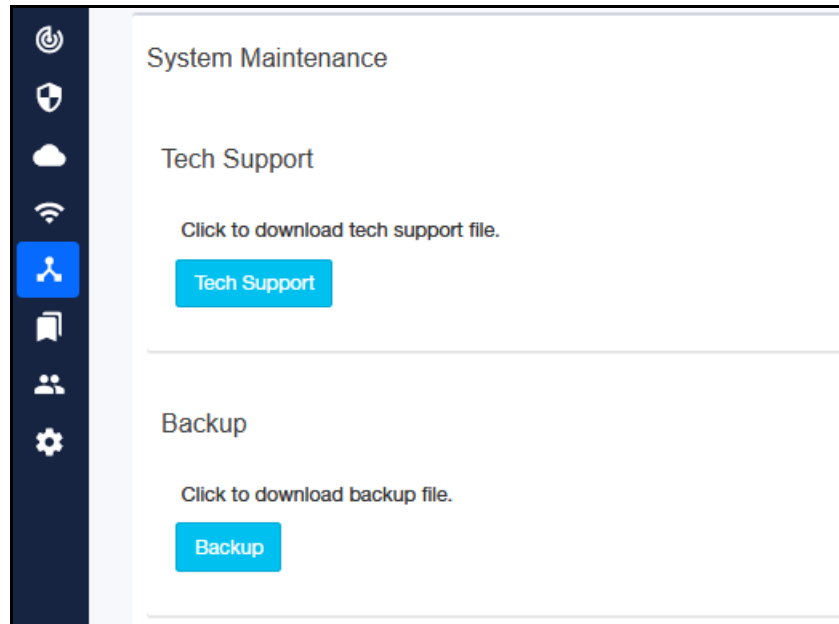 System Maintenance
Tech Support
Click to download tech support file.
Tech Support
Backup
Click to download backup file.
Backup